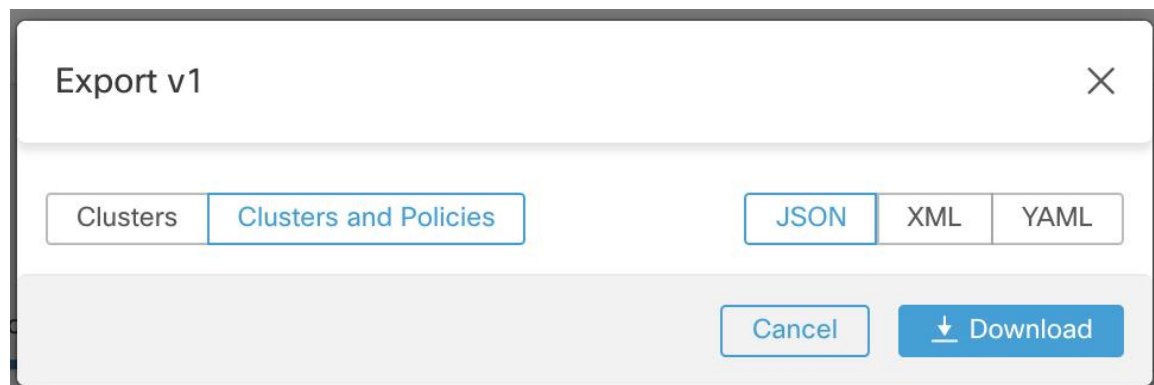 Export v1
Clusters Clusters and Policies JSON XML YAML
Cancel Download